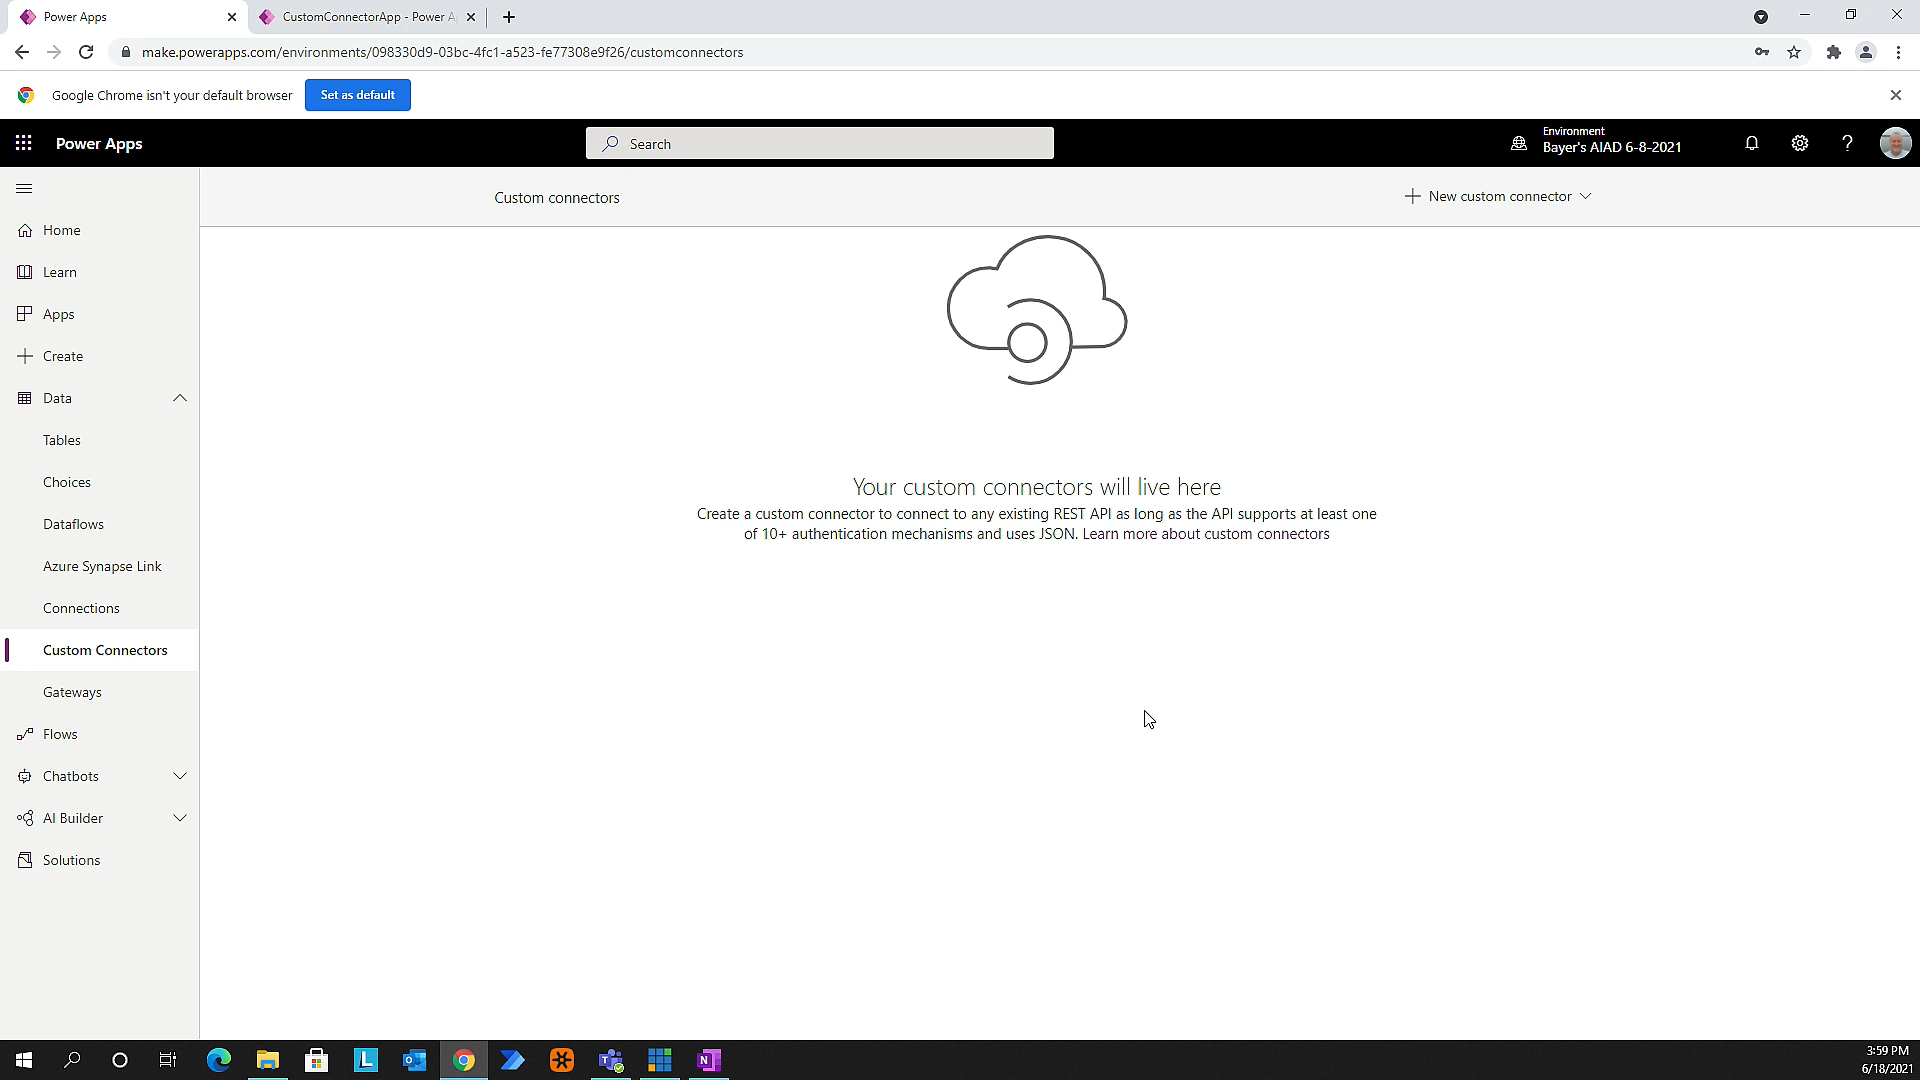 Power Apps
CustomConnectorApp - Power A
make.powerapps.com/environments/098330d9-03bc-4fc1-a523-fe77308e9f26/customconnectors
Google Chrome isn't your default browser
Set as default
Power Apps
Search
Environment
Bayer's AIAD 6-8-2021
?
Custom connectors
New custom connector
Home
Learn
Apps
Create
Data
Tables
Choices
Dataflows
Azure Synapse Link
Connections
Custom Connectors
Gateways
Flows
Chatbots
AI Builder
Solutions
Your custom connectors will live here
Create a custom connector to connect to any existing REST API as long as the API supports at least one
of 10+ authentication mechanisms and uses JSON. Learn more about custom connectors
3:59 PM
6/18/2021